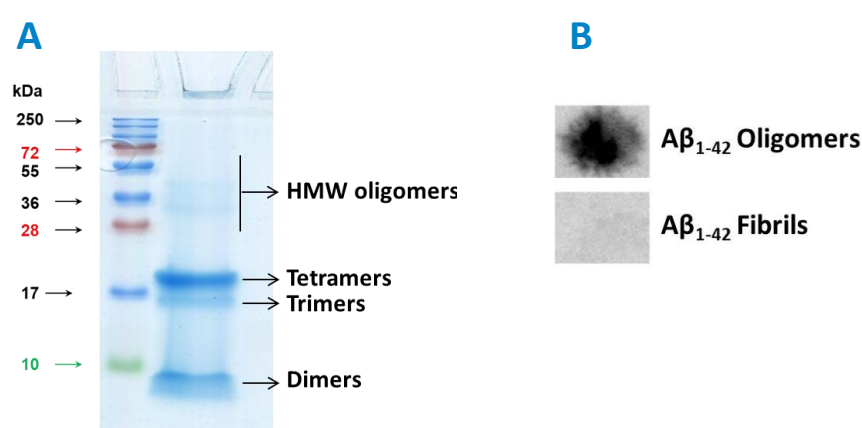 A
B
kDa
250
72
55
36
28
17
10
HMW oligomers
Tetramers
Trimers
Dimers
Aβ1-42 Oligomers
Aβ1-42 Fibrils